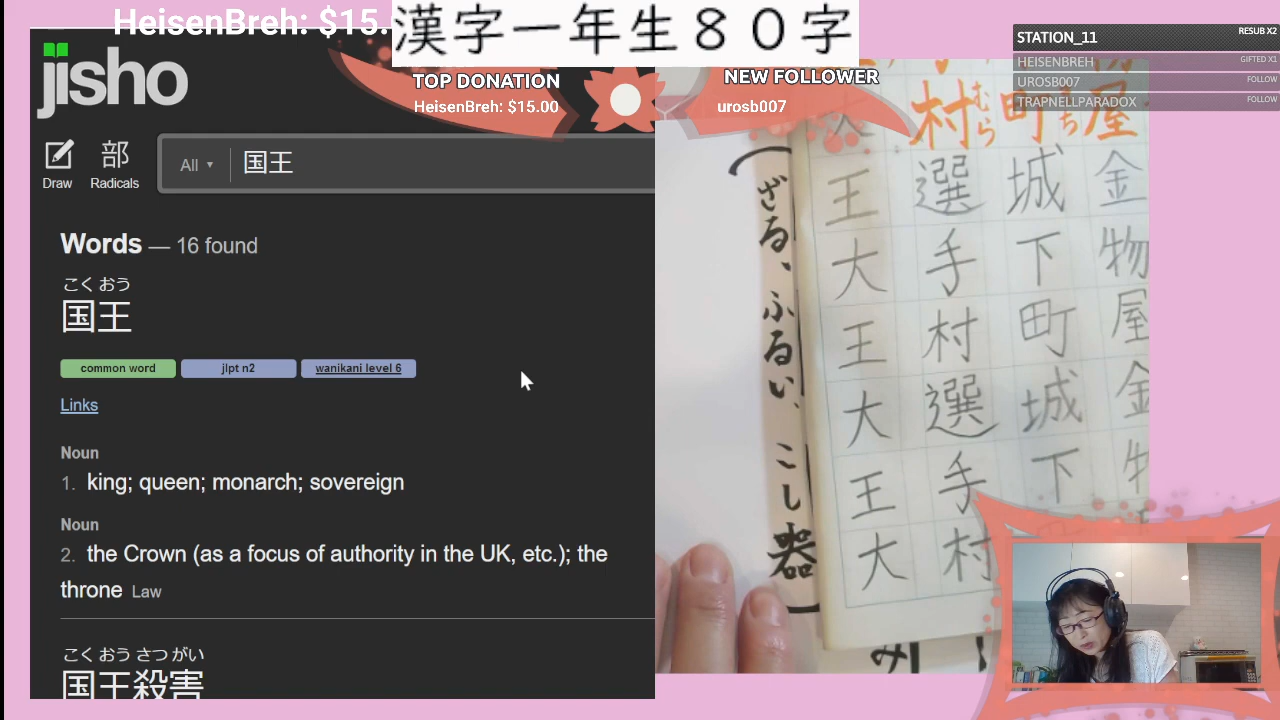 HeisenBreh: $15.
漢字一年生８０字
jisho
Draw
部
Radicals
All ▾
国王
Words — 16 found
こくおう
国王
common word
jlpt n2
wanikani level 6
Links
Noun
1. king; queen; monarch; sovereign
Noun
2. the Crown (as a focus of authority in the UK, etc.); the
throne Law
こくおうさつがい
国王殺害
TOP DONATION
HeisenBreh: $15.00
NEW FOLLOWER
urosb007
STATION_11 RESUB X2
HEISENBREH GIFTED X1
UROSB007 FOLLOW
TRAPNELLPARADOX FOLLOW
屋
金物屋金
町まち
城下町城下
村むら
選手村選手村
大
王大王大王大
ざる、ふるい、こし器